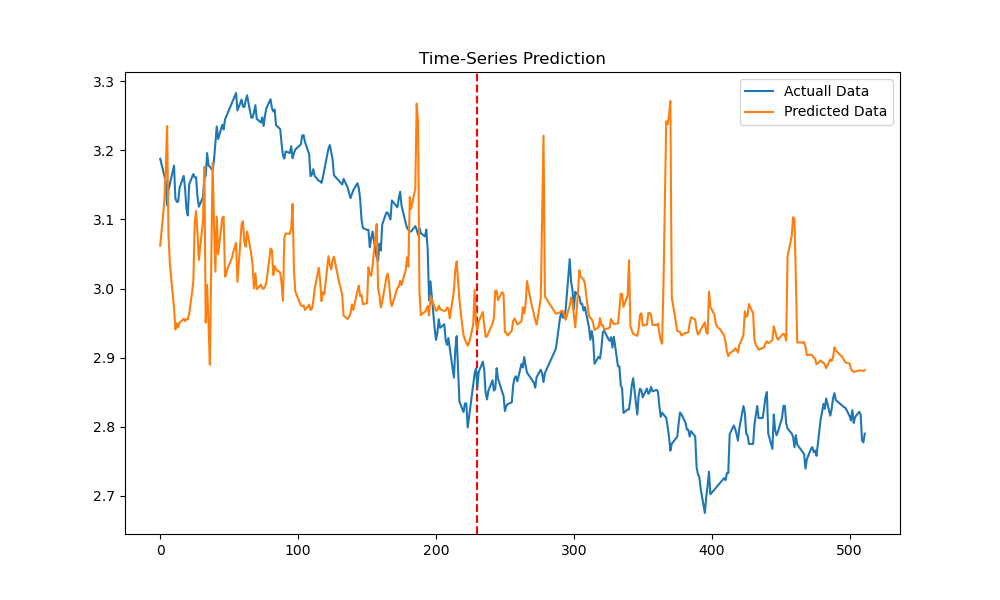 Time-Series Prediction
Actuall Data
Predicted Data
3.3
3.2
3.1
3.0
2.9
2.8
2.7
0 100 200 300 400 500